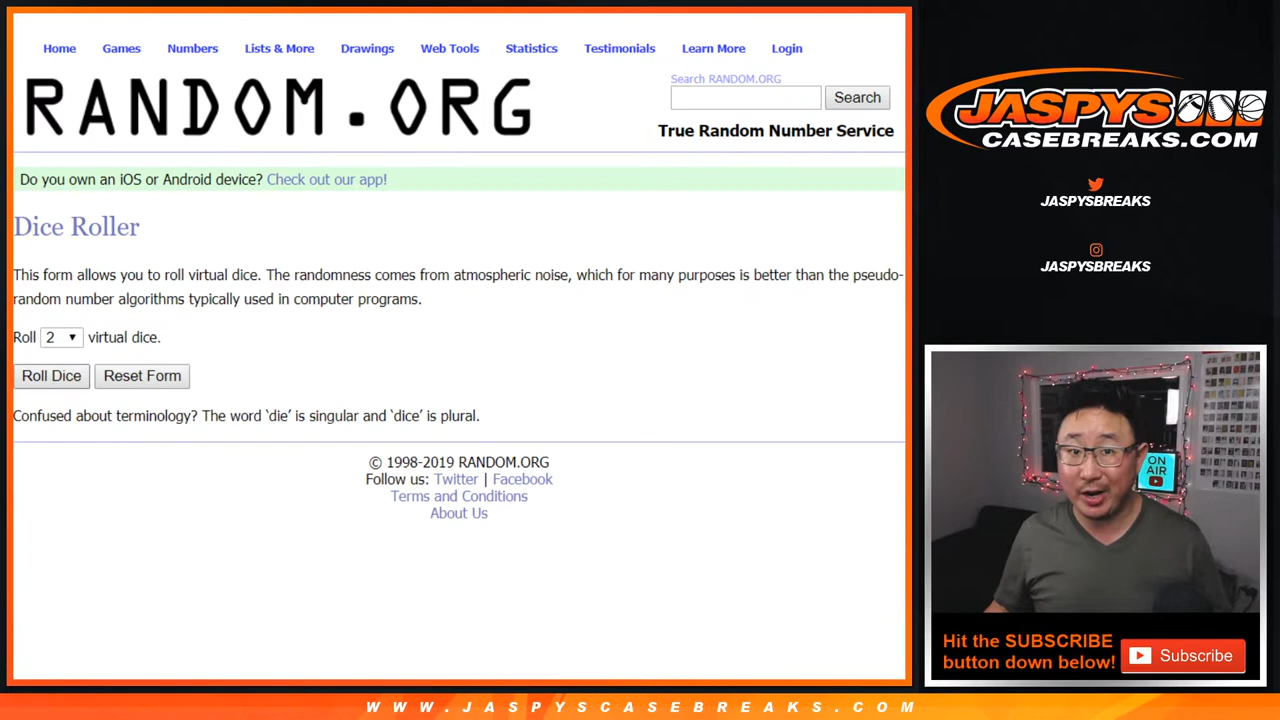 Home Games Numbers Lists & More Drawings Web Tools Statistics Testimonials Learn More Login
RANDOM.ORG
Search RANDOM.ORG
Search
True Random Number Service
Do you own an iOS or Android device? Check out our app!
Dice Roller
This form allows you to roll virtual dice. The randomness comes from atmospheric noise, which for many purposes is better than the pseudo-
random number algorithms typically used in computer programs.
Roll 2 virtual dice.
Roll Dice Reset Form
Confused about terminology? The word ‘die’ is singular and ‘dice’ is plural.
© 1998-2019 RANDOM.ORG
Follow us: Twitter | Facebook
Terms and Conditions
About Us
JASPYS
CASEBREAKS.COM
JASPYSBREAKS
JASPYSBREAKS
ON
AIR
Hit the SUBSCRIBE
button down below!
Subscribe
WWW.JASPYSCASEBREAKS.COM